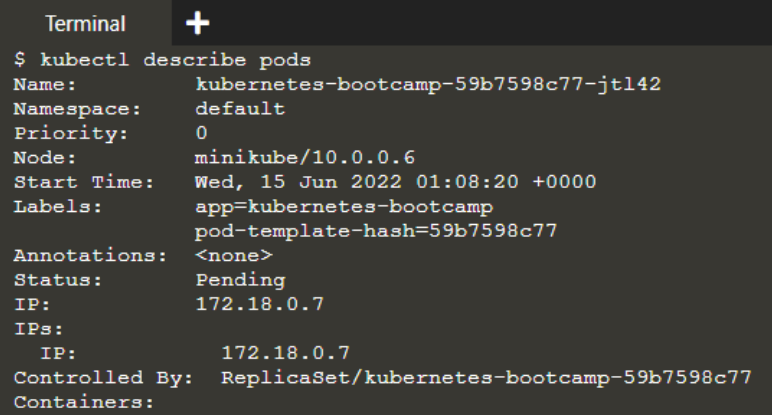 Terminal +
$ kubectl describe pods
Name: kubernetes-bootcamp-59b7598c77-jtl42
Namespace: default
Priority: 0
Node: minikube/10.0.0.6
Start Time: Wed, 15 Jun 2022 01:08:20 +0000
Labels: app=kubernetes-bootcamp
pod-template-hash=59b7598c77
Annotations: <none>
Status: Pending
IP: 172.18.0.7
IPs:
IP: 172.18.0.7
Controlled By: ReplicaSet/kubernetes-bootcamp-59b7598c77
Containers: